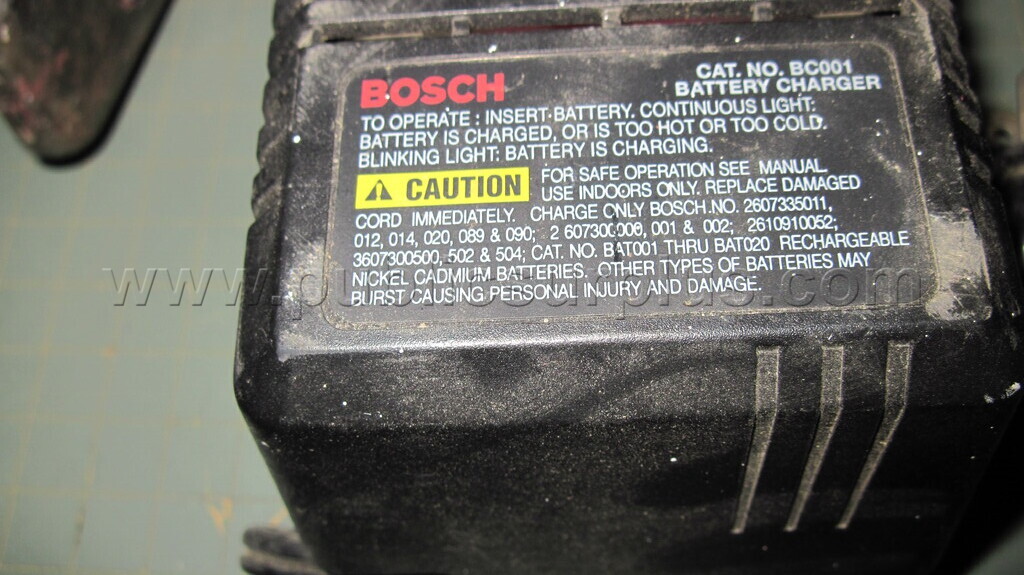 BOSCH
CAT. NO. BC001
BATTERY CHARGER
TO OPERATE : INSERT BATTERY. CONTINUOUS LIGHT:
BATTERY IS CHARGED, OR IS TOO HOT OR TOO COLD.
BLINKING LIGHT: BATTERY IS CHARGING.
CAUTION
FOR SAFE OPERATION SEE MANUAL
USE INDOORS ONLY. REPLACE DAMAGED
CORD IMMEDIATELY. CHARGE ONLY BOSCH.NO. 2607335011,
012, 014, 020, 089 & 090; 2 607300000, 001 & 002; 2610910052;
3607300500, 502 & 504; CAT. NO. BAT001 THRU BAT020 RECHARGEABLE
NICKEL CADMIUM BATTERIES. OTHER TYPES OF BATTERIES MAY
BURST CAUSING PERSONAL INJURY AND DAMAGE.